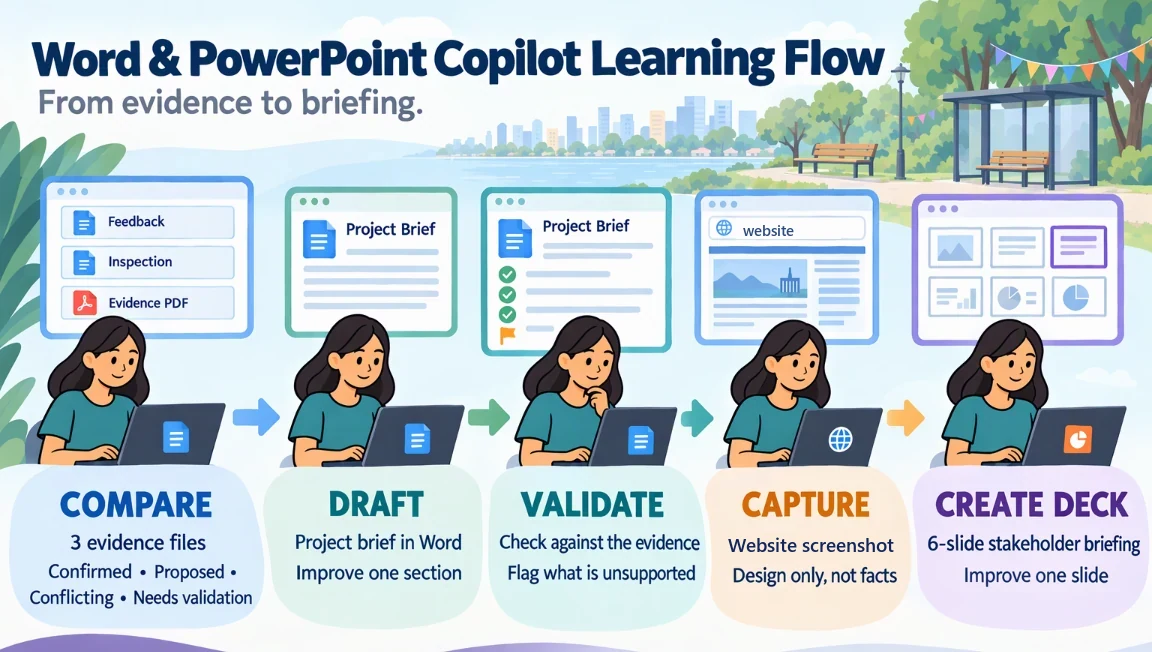 Word & PowerPoint Copilot Learning Flow
From evidence to briefing.
Feedback
Inspection
Evidence PDF
Project Brief
Project Brief
website
COMPARE
3 evidence files
Confirmed • Proposed •
Conflicting • Needs validation
DRAFT
Project brief in Word
Improve one section
VALIDATE
Check against the evidence
Flag what is unsupported
CAPTURE
Website screenshot
Design only, not facts
CREATE DECK
6-slide stakeholder briefing
Improve one slide